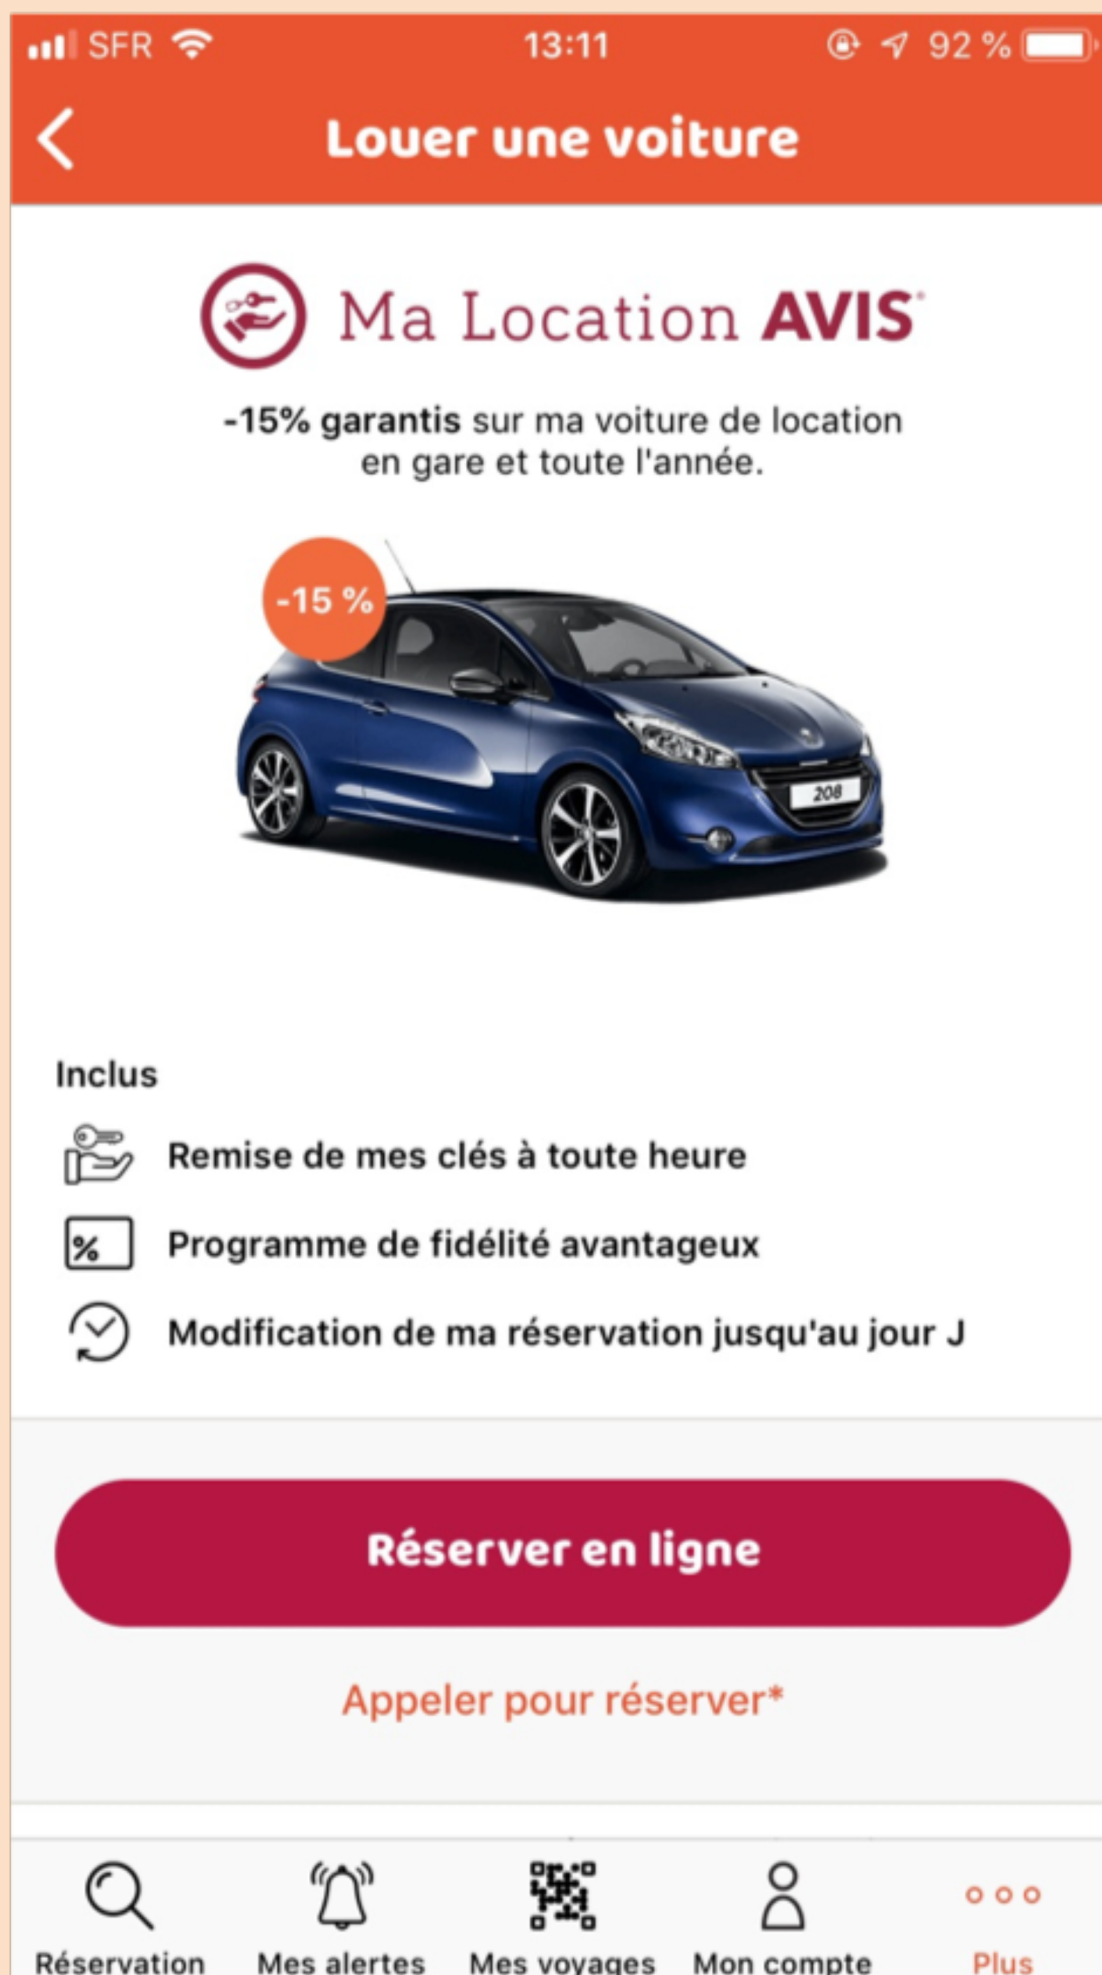 SFR 13:11 92 %
Louer une voiture
Ma Location AVIS
-15% garantis sur ma voiture de location
en gare et toute l'année.
-15 %
208
Inclus
Remise de mes clés à toute heure
%
Programme de fidélité avantageux
Modification de ma réservation jusqu'au jour J
Réserver en ligne
Appeler pour réserver*
Réservation Mes alertes Mes voyages Mon compte Plus